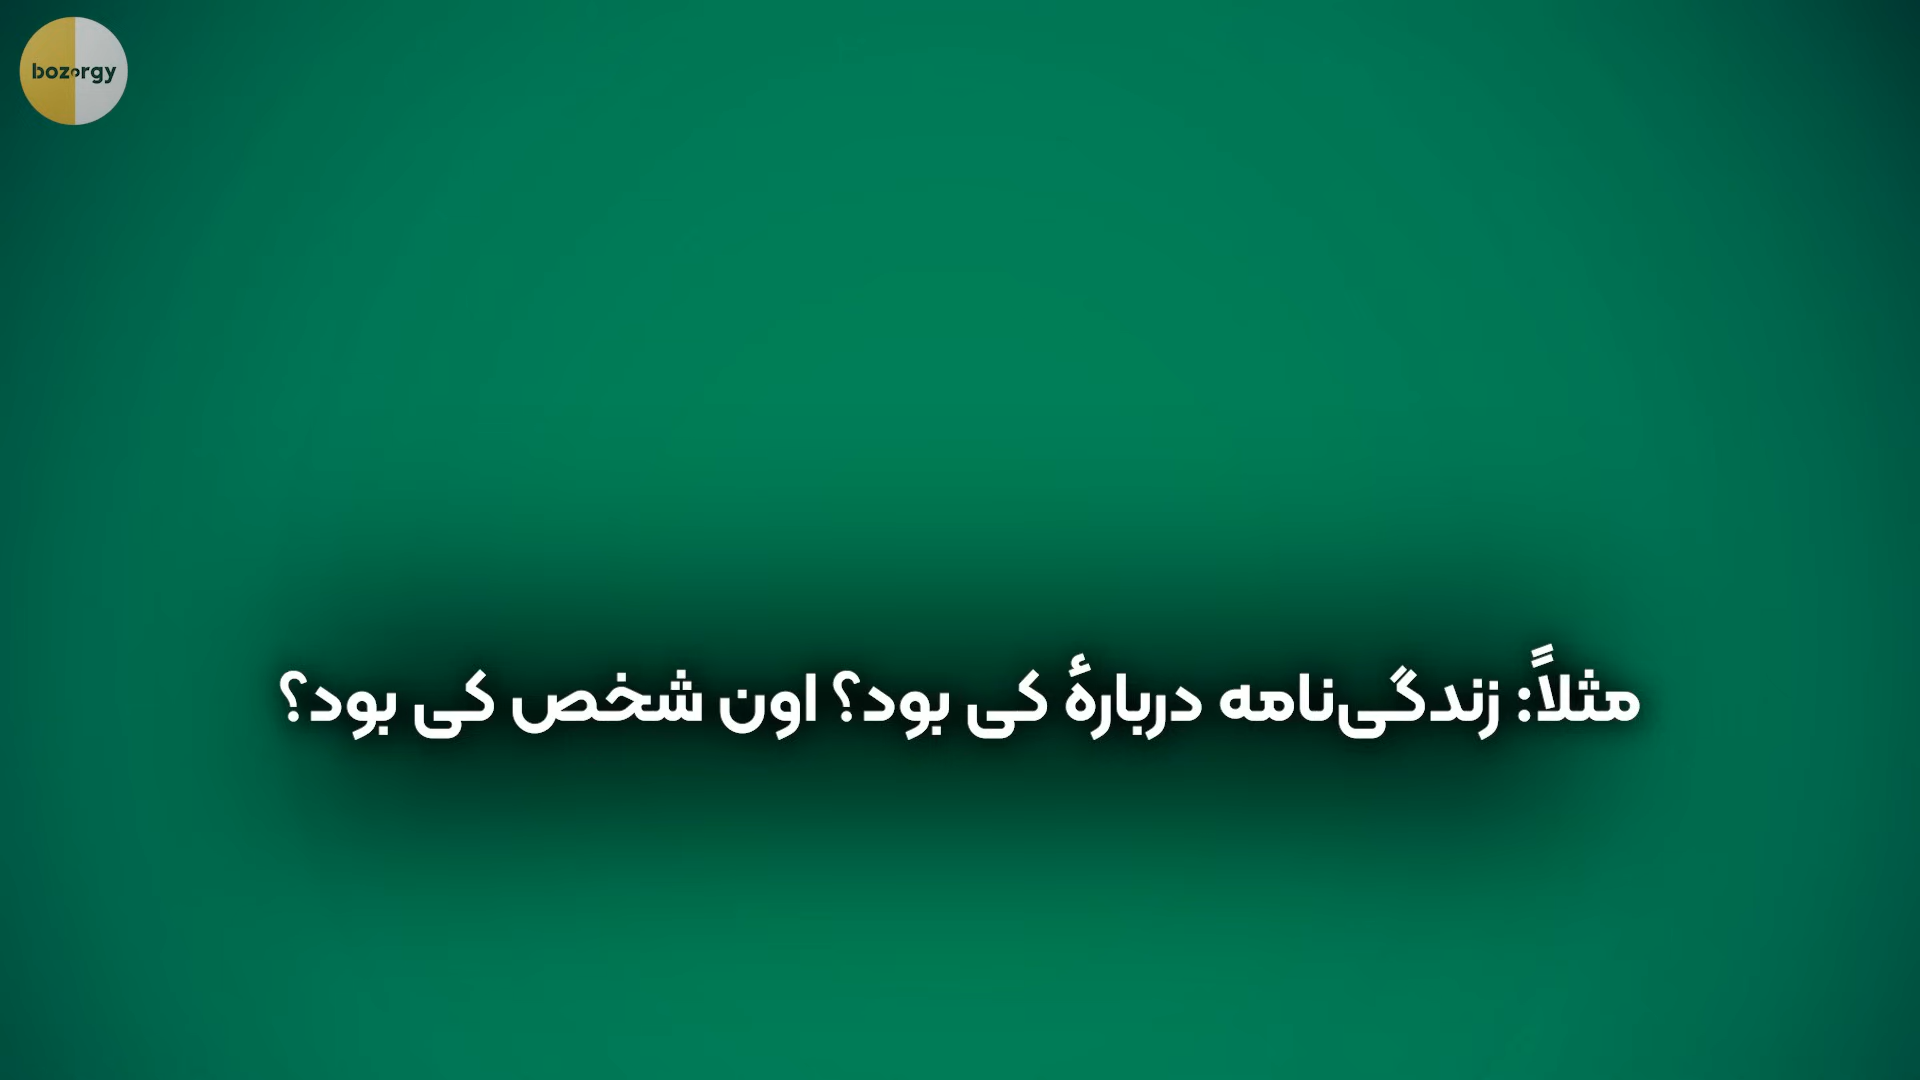 bozorgy
مثلاً: زندگی‌نامه دربارهٔ کی بود؟ اون شخص کی بود؟